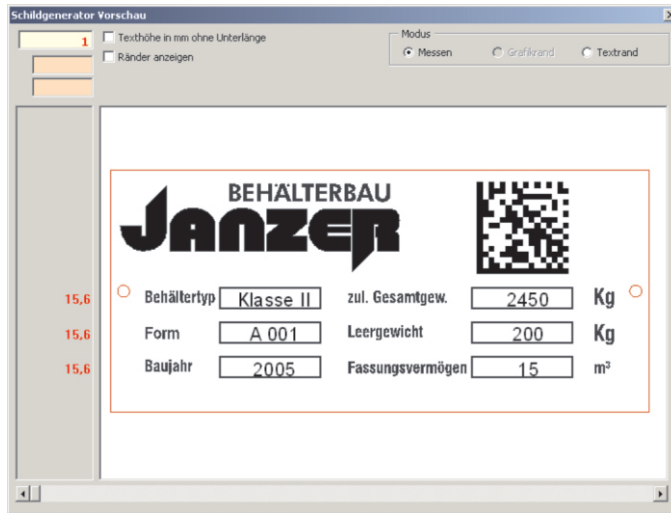 Schildgenerator Vorschau
1
Texthöhe in mm ohne Unterlänge
Ränder anzeigen
Modus
Messen
Grafikrand
Textrand
BEHÄLTERBAU
JANZER
15,6 Behältertyp Klasse II zul. Gesamtgew. 2450 Kg
15,6 Form A 001 Leergewicht 200 Kg
15,6 Baujahr 2005 Fassungsvermögen 15 m³